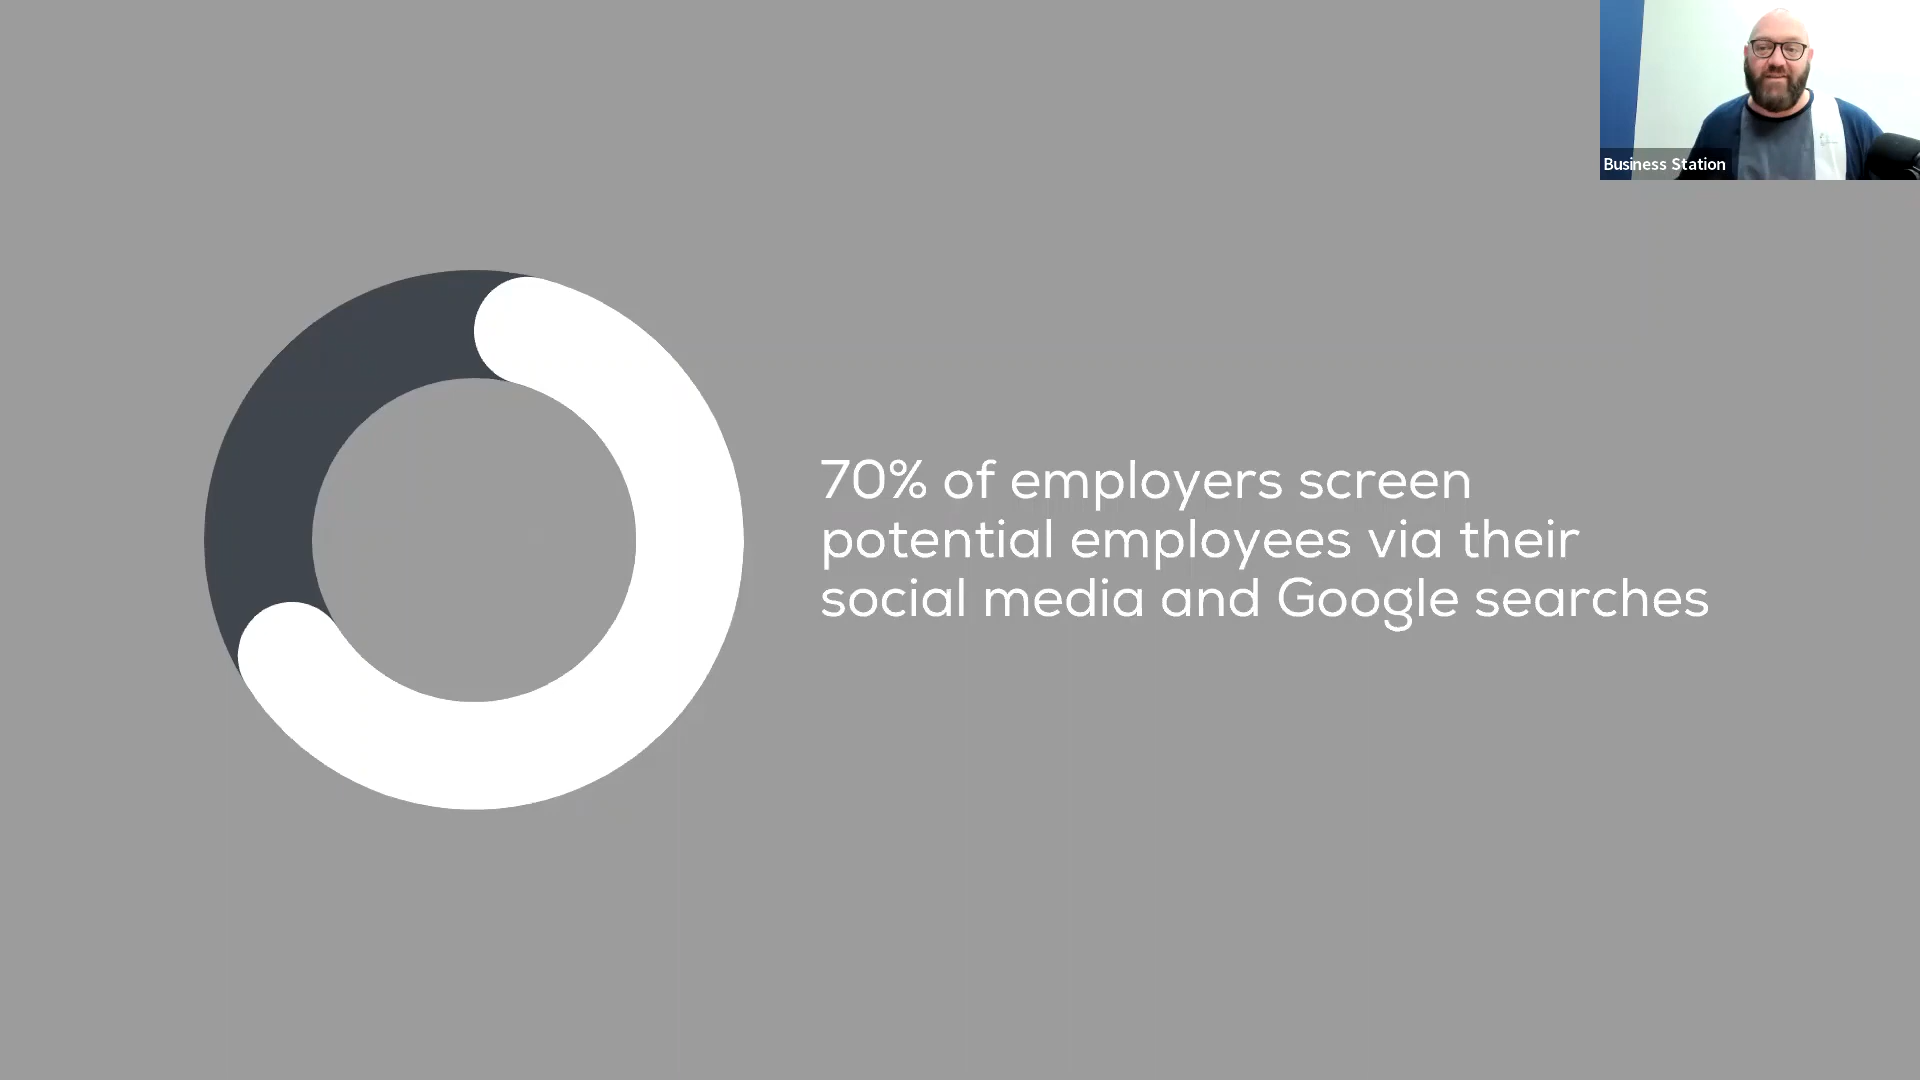 Business Station
70% of employers screen
potential employees via their
social media and Google searches